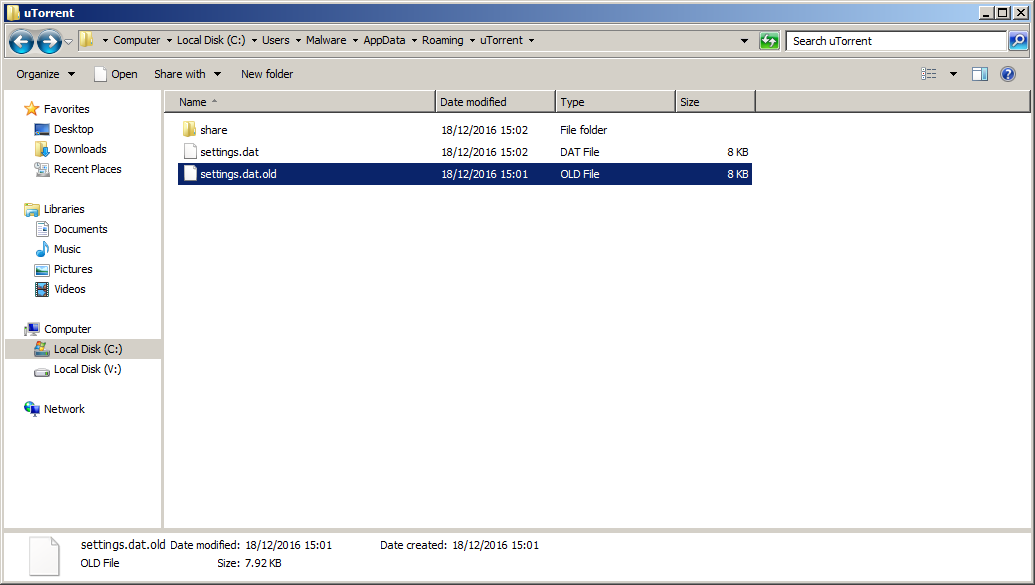 uTorrent
Computer Local Disk (C:) Users Malware AppData Roaming uTorrent Search uTorrent
Organize Open Share with New folder
Name Date modified Type Size
Favorites
Desktop
Downloads
Recent Places
Libraries
Documents
Music
Pictures
Videos
Computer
Local Disk (C:)
Local Disk (V:)
Network
share 18/12/2016 15:02 File folder
settings.dat 18/12/2016 15:02 DAT File 8 KB
settings.dat.old 18/12/2016 15:01 OLD File 8 KB
settings.dat.old Date modified: 18/12/2016 15:01 Date created: 18/12/2016 15:01
OLD File Size: 7.92 KB